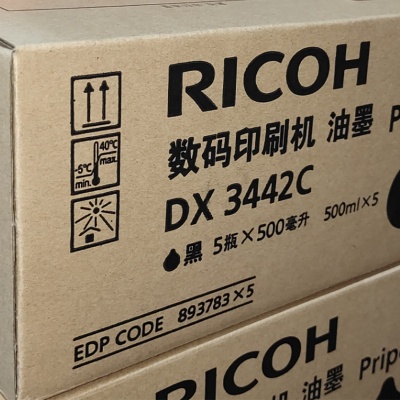 RICOH
数码印刷机 油墨 P
DX 3442C
黑 5瓶×500毫升 500ml×5
40℃
max.
-5℃
min.
EDP CODE 893783×5
RICOH
Prip
油墨